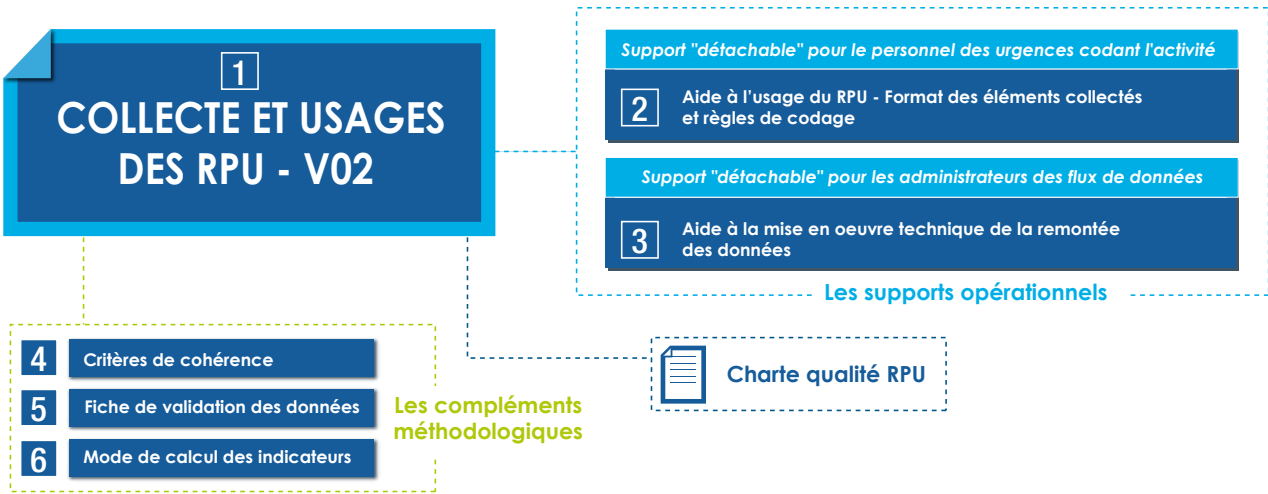 1
COLLECTE ET USAGES
DES RPU - V02
Support "détachable" pour le personnel des urgences codant l'activité
2
Aide à l'usage du RPU - Format des éléments collectés
et règles de codage
Support "détachable" pour les administrateurs des flux de données
3
Aide à la mise en oeuvre technique de la remontée
des données
Les supports opérationnels
4
Critères de cohérence
5
Fiche de validation des données
6
Mode de calcul des indicateurs
Les compléments
méthodologiques
Charte qualité RPU